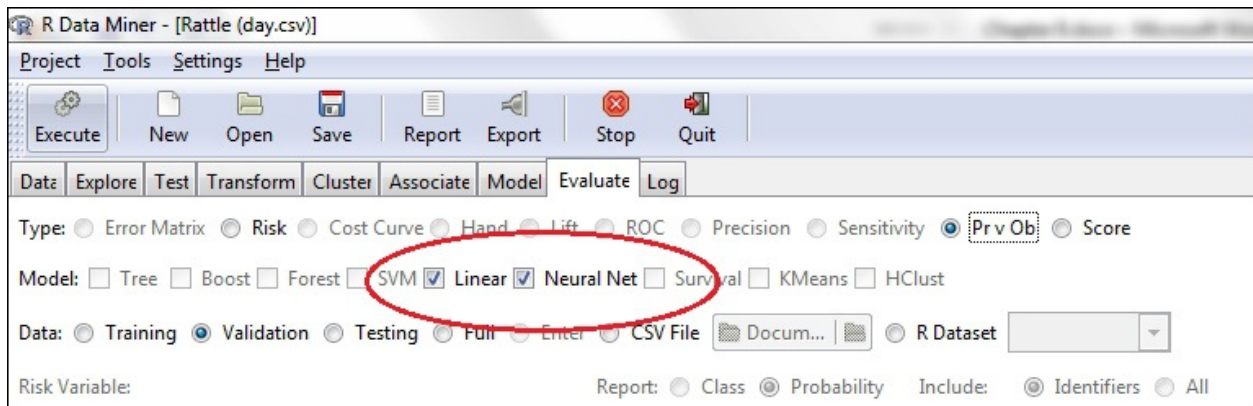 R Data Miner - [Rattle (day.csv)]
Project Tools Settings Help
Execute New Open Save Report Export Stop Quit
Data Explore Test Transform Cluster Associate Model Evaluate Log
Type: Error Matrix Risk Cost Curve Hand Lift ROC Precision Sensitivity Pr v Ob Score
Model: Tree Boost Forest SVM Linear Neural Net Survival KMeans HClust
Data: Training Validation Testing Full Enter CSV File Docum... R Dataset
Risk Variable: Report: Class Probability Include: Identifiers All